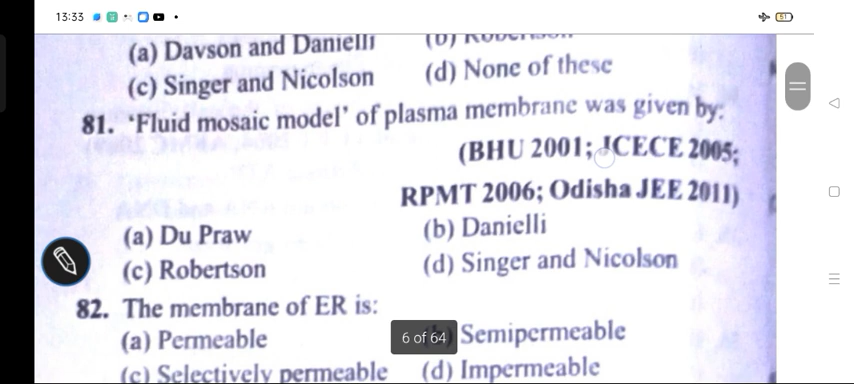 13:33
51
(a) Davson and Danielli
(c) Singer and Nicolson (d) None of these
81. ‘Fluid mosaic model’ of plasma membrane was given by:
(BHU 2001; JCECE 2005;
RPMT 2006; Odisha JEE 2011)
(a) Du Praw (b) Danielli
(c) Robertson (d) Singer and Nicolson
82. The membrane of ER is:
(a) Permeable (b) Semipermeable
6 of 64
(c) Selectively permeable (d) Impermeable